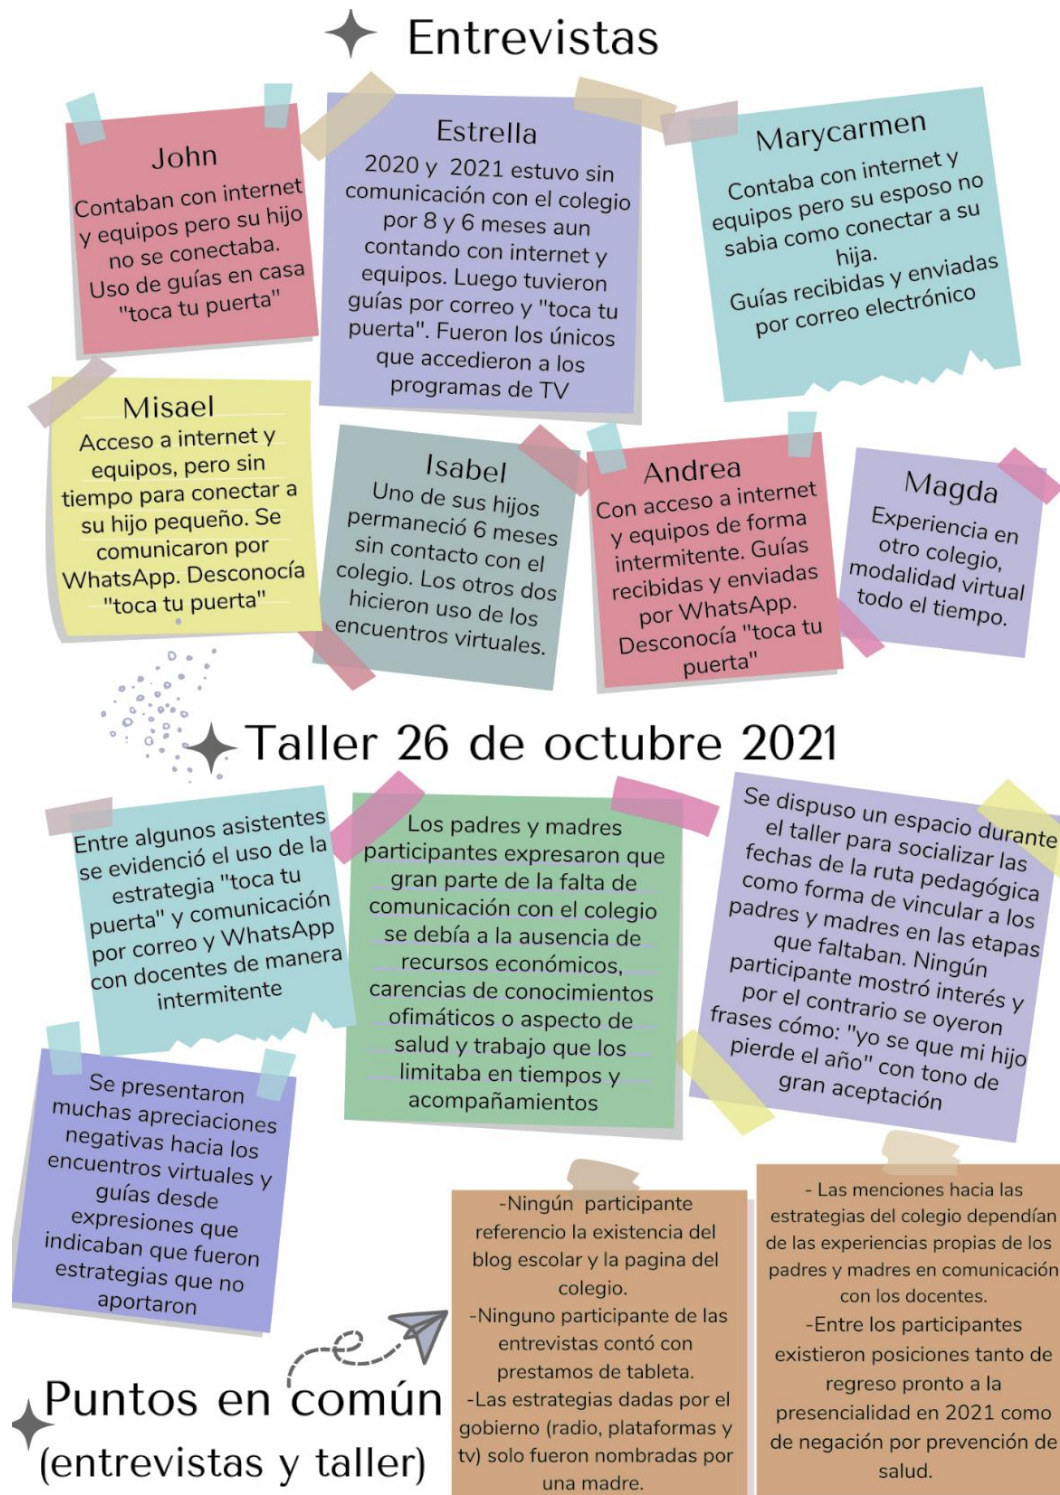 Entrevistas
John
Contaban con internet
y equipos pero su hijo
no se conectaba.
Uso de guías en casa
"toca tu puerta"
Estrella
2020 y 2021 estuvo sin
comunicación con el colegio
por 8 y 6 meses aun
contando con internet y
equipos. Luego tuvieron
guías por correo y "toca tu
puerta". Fueron los únicos
que accedieron a los
programas de TV
Marycarmen
Contaba con internet y
equipos pero su esposo no
sabia como conectar a su
hija.
Guías recibidas y enviadas
por correo electrónico
Misael
Acceso a internet y
equipos, pero sin
tiempo para conectar a
su hijo pequeño. Se
comunicaron por
WhatsApp. Desconocía
"toca tu puerta"
Isabel
Uno de sus hijos
permaneció 6 meses
sin contacto con el
colegio. Los otros dos
hicieron uso de los
encuentros virtuales.
Andrea
Con acceso a internet
y equipos de forma
intermitente. Guías
recibidas y enviadas
por WhatsApp.
Desconocía "toca tu
puerta"
Magda
Experiencia en
otro colegio,
modalidad virtual
todo el tiempo.
Taller 26 de octubre 2021
Entre algunos asistentes
se evidenció el uso de la
estrategia "toca tu
puerta" y comunicación
por correo y WhatsApp
con docentes de manera
intermitente
Los padres y madres
participantes expresaron que
gran parte de la falta de
comunicación con el colegio
se debía a la ausencia de
recursos económicos,
carencias de conocimientos
ofimáticos o aspecto de
salud y trabajo que los
limitaba en tiempos y
acompañamientos
Se dispuso un espacio durante
el taller para socializar las
fechas de la ruta pedagógica
como forma de vincular a los
padres y madres en las etapas
que faltaban. Ningún
participante mostró interés y
por el contrario se oyeron
frases cómo: "yo se que mi hijo
pierde el año" con tono de
gran aceptación
Se presentaron
muchas apreciaciones
negativas hacia los
encuentros virtuales y
guías desde
expresiones que
indicaban que fueron
estrategias que no
aportaron
Puntos en común
(entrevistas y taller)
-Ningún participante
referencio la existencia del
blog escolar y la pagina del
colegio.
-Ninguno participante de las
entrevistas contó con
prestamos de tableta.
-Las estrategias dadas por el
gobierno (radio, plataformas y
tv) solo fueron nombradas por
una madre.
- Las menciones hacia las
estrategias del colegio dependían
de las experiencias propias de los
padres y madres en comunicación
con los docentes.
-Entre los participantes
existieron posiciones tanto de
regreso pronto a la
presencialidad en 2021 como
de negación por prevención de
salud.